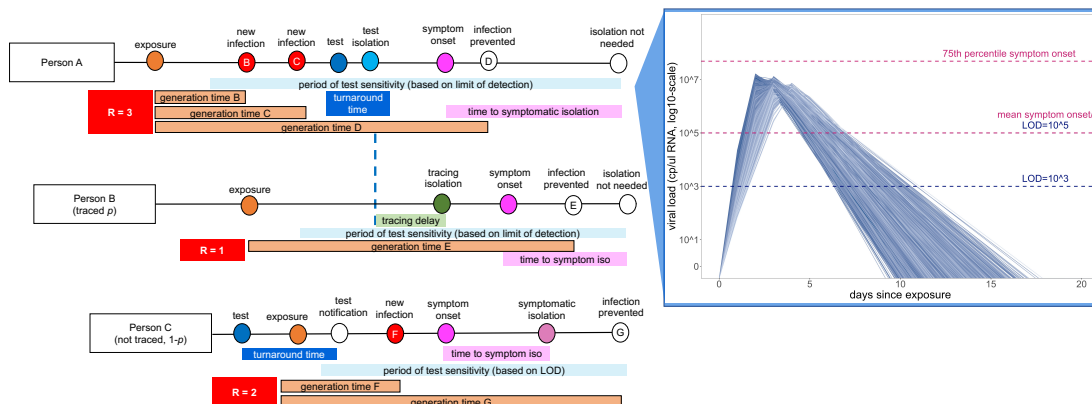 new
infection
new
infection
test
test
isolation
symptom
onset
infection
prevented
isolation not
needed
exposure
Person A
B
C
D
period of test sensitivity (based on limit of detection)
R = 3
generation time B
turnaround
time
generation time C
time to symptomatic isolation
generation time D
tracing
isolation
symptom
onset
infection
prevented
isolation
not needed
exposure
Person B
(traced p)
E
tracing delay
period of test sensitivity (based on limit of detection)
R = 1
generation time E
time to symptom iso
test
exposure
test
notification
new
infection
symptom
onset
symptomatic
isolation
infection
prevented
Person C
(not traced, 1-p)
F
G
turnaround time
time to symptom iso
period of test sensitivity (based on LOD)
R = 2
generation time F
generation time G
75th percentile symptom onset
mean symptom onset/
LOD=10^5
LOD=10^3
viral load (cp/ul RNA, log10-scale)
10^7
10^5
10^3
10^1
0
0
5
10
15
20
days since exposure